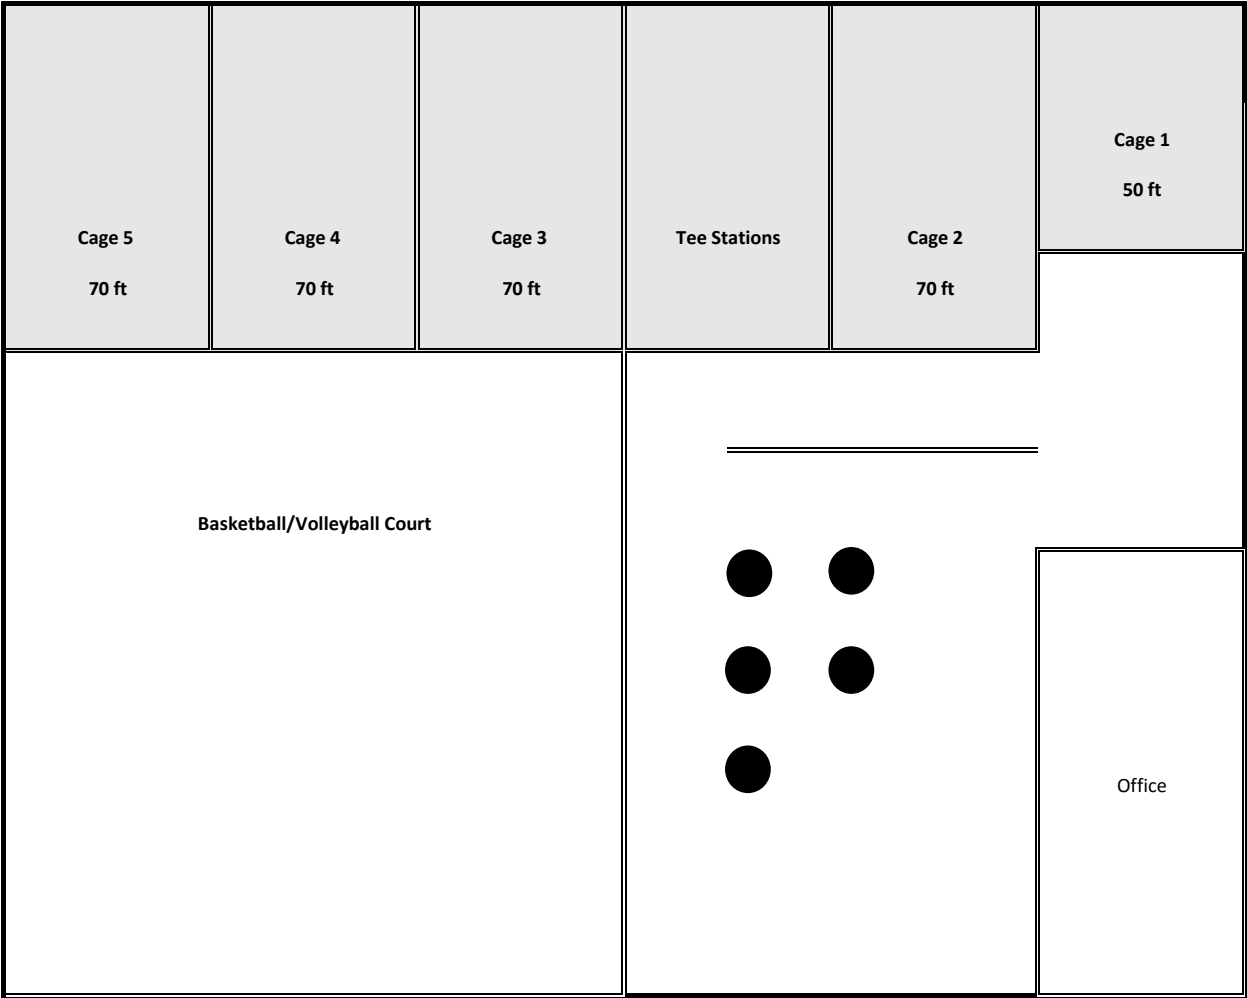 Cage 1
50 ft
Cage 5
70 ft
Cage 4
70 ft
Cage 3
70 ft
Tee Stations
Cage 2
70 ft
Basketball/Volleyball Court
Office